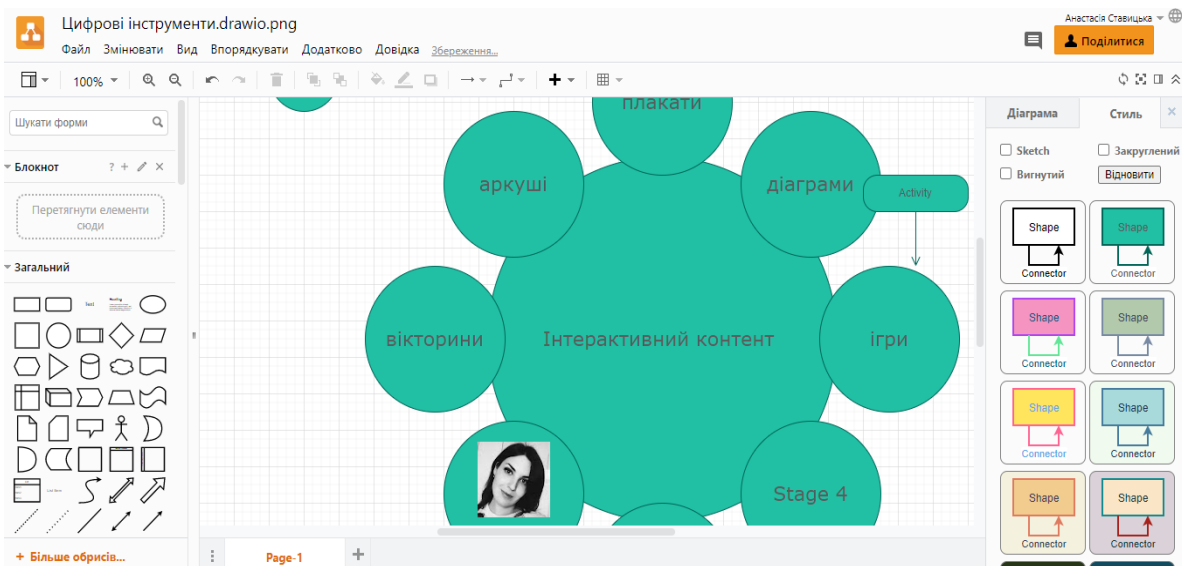 Цифрові інструменти.drawio.png
Анастасія Ставицька
Файл Змінювати Вид Впорядкувати Додатково Довідка Збереження...
Поділитися
100%
Шукати форми
Блокнот ? +
Перетягнути елементи
сюди
Загальний
Text
Heading
Більше обрисів...
плакати
аркуші
діаграми
Activity
вікторини
Інтерактивний контент
ігри
Stage 4
Page-1
Діаграма Стиль
Sketch Закруглений
Вигнутий Відновити
Shape Shape
Connector Connector
Shape Shape
Connector Connector
Shape Shape
Connector Connector
Shape Shape
Connector Connector